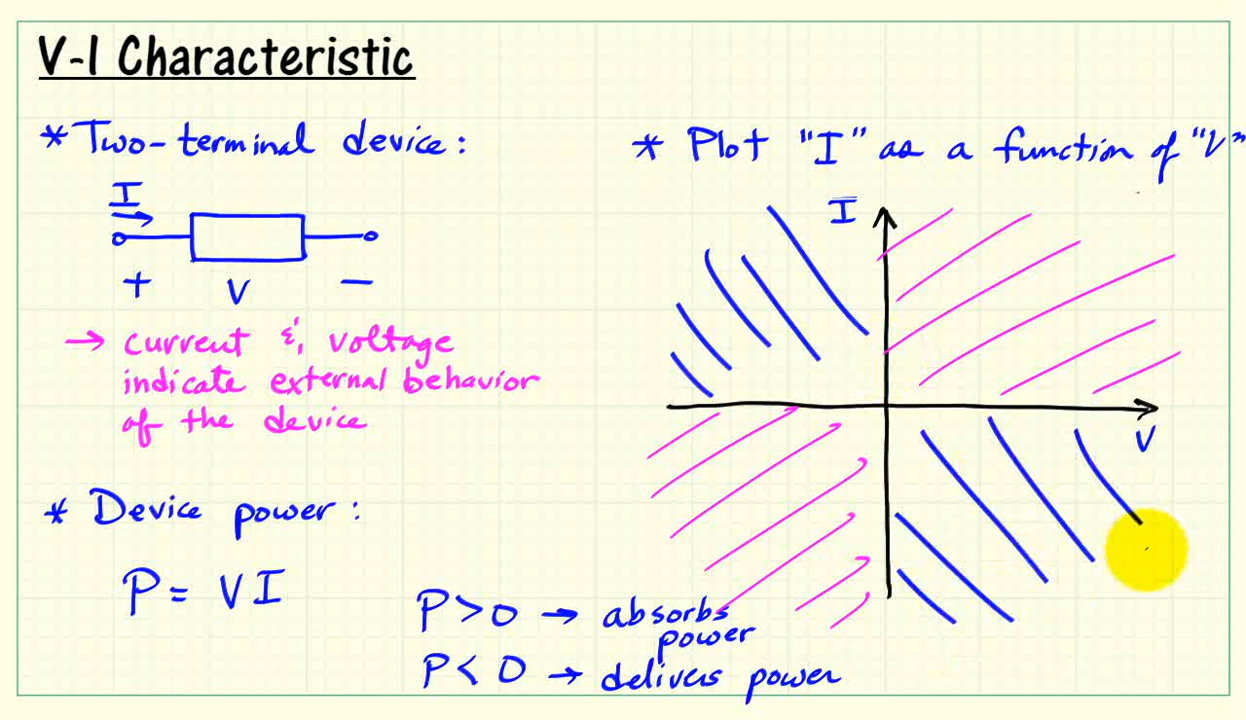 V-I Characteristic
* Two-terminal device:
I
+ V −
→ current & voltage
indicate external behavior
of the device
* Device power:
P = VI
P > 0 → absorbs
power
P < 0 → delivers power
* Plot "I" as a function of "V"
I
V